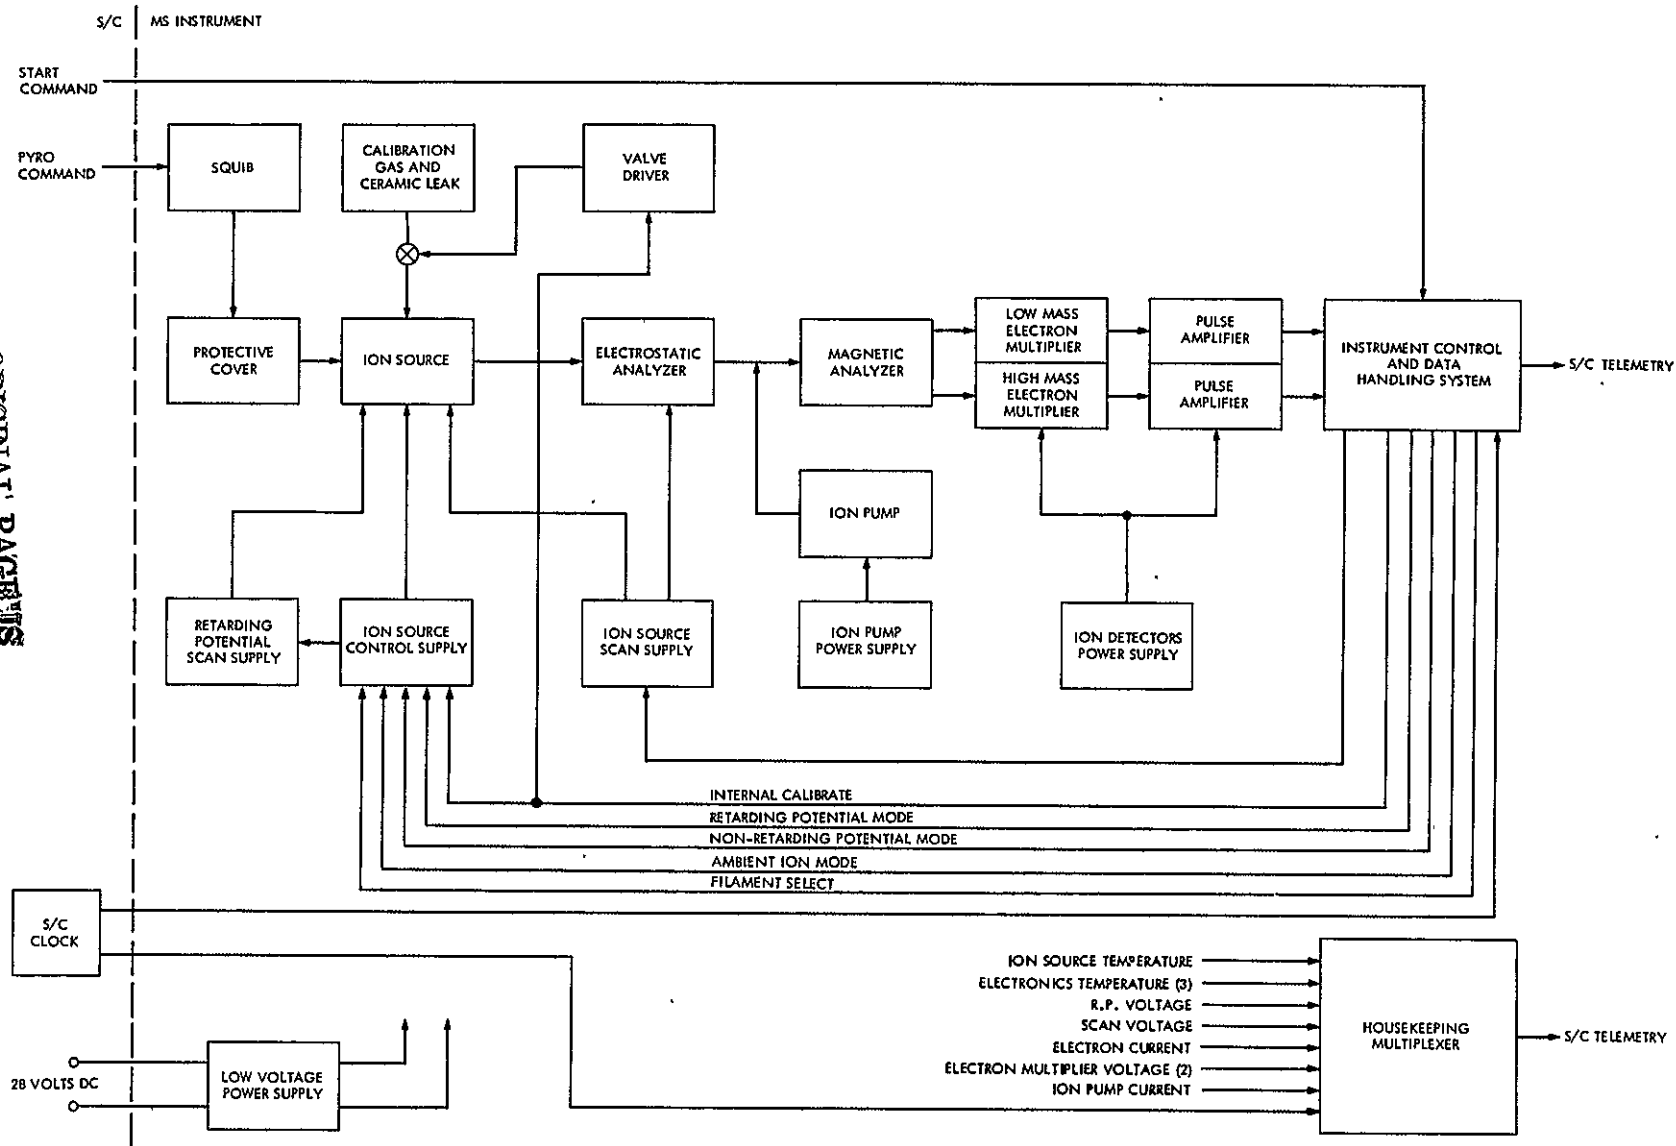 S/C
MS INSTRUMENT
START
COMMAND
PYRO
COMMAND
SQUIB
CALIBRATION
GAS AND
CERAMIC LEAK
VALVE
DRIVER
PROTECTIVE
COVER
ION SOURCE
ELECTROSTATIC
ANALYZER
MAGNETIC
ANALYZER
LOW MASS
ELECTRON
MULTIPLIER
HIGH MASS
ELECTRON
MULTIPLIER
PULSE
AMPLIFIER
PULSE
AMPLIFIER
INSTRUMENT CONTROL
AND DATA
HANDLING SYSTEM
S/C TELEMETRY
ION PUMP
RETARDING
POTENTIAL
SCAN SUPPLY
ION SOURCE
CONTROL SUPPLY
ION SOURCE
SCAN SUPPLY
ION PUMP
POWER SUPPLY
ION DETECTORS
POWER SUPPLY
INTERNAL CALIBRATE
RETARDING POTENTIAL MODE
NON-RETARDING POTENTIAL MODE
AMBIENT ION MODE
FILAMENT SELECT
S/C
CLOCK
28 VOLTS DC
LOW VOLTAGE
POWER SUPPLY
ION SOURCE TEMPERATURE
ELECTRONICS TEMPERATURE (3)
R.P. VOLTAGE
SCAN VOLTAGE
ELECTRON CURRENT
ELECTRON MULTIPLIER VOLTAGE (2)
ION PUMP CURRENT
HOUSEKEEPING
MULTIPLEXER
S/C TELEMETRY